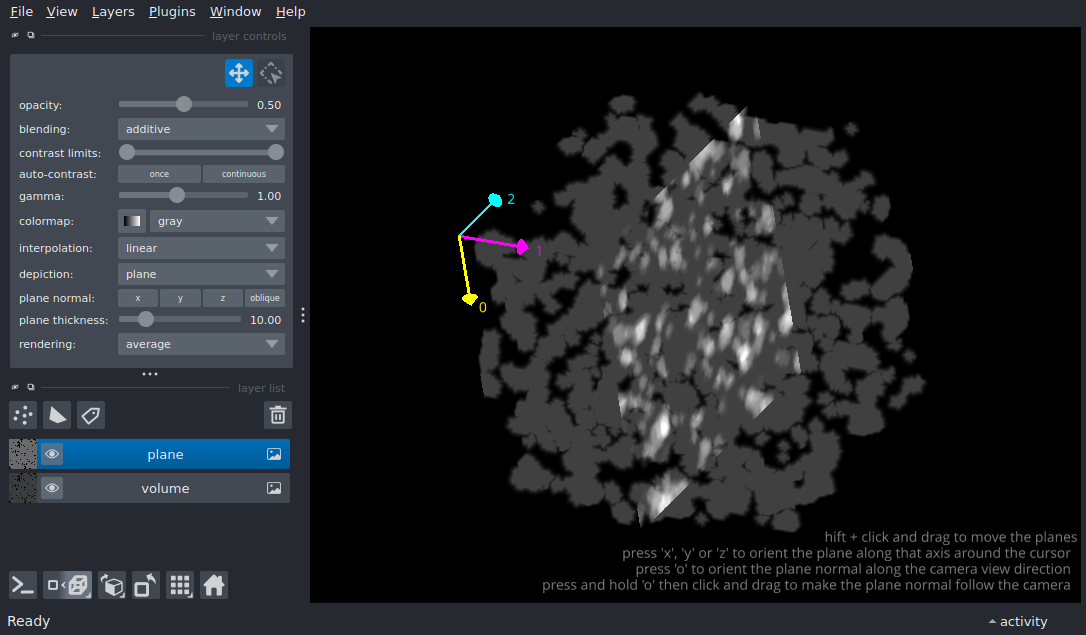 File View Layers Plugins Window Help
layer controls
opacity: 0.50
blending: additive
contrast limits:
auto-contrast: once continuous
gamma: 1.00
colormap: gray
interpolation: linear
depiction: plane
plane normal: x y z oblique
plane thickness: 10.00
rendering: average
layer list
plane
volume
2
1
0
hift + click and drag to move the planes
press 'x', 'y' or 'z' to orient the plane along that axis around the cursor
press 'o' to orient the plane normal along the camera view direction
press and hold 'o' then click and drag to make the plane normal follow the camera
Ready
activity